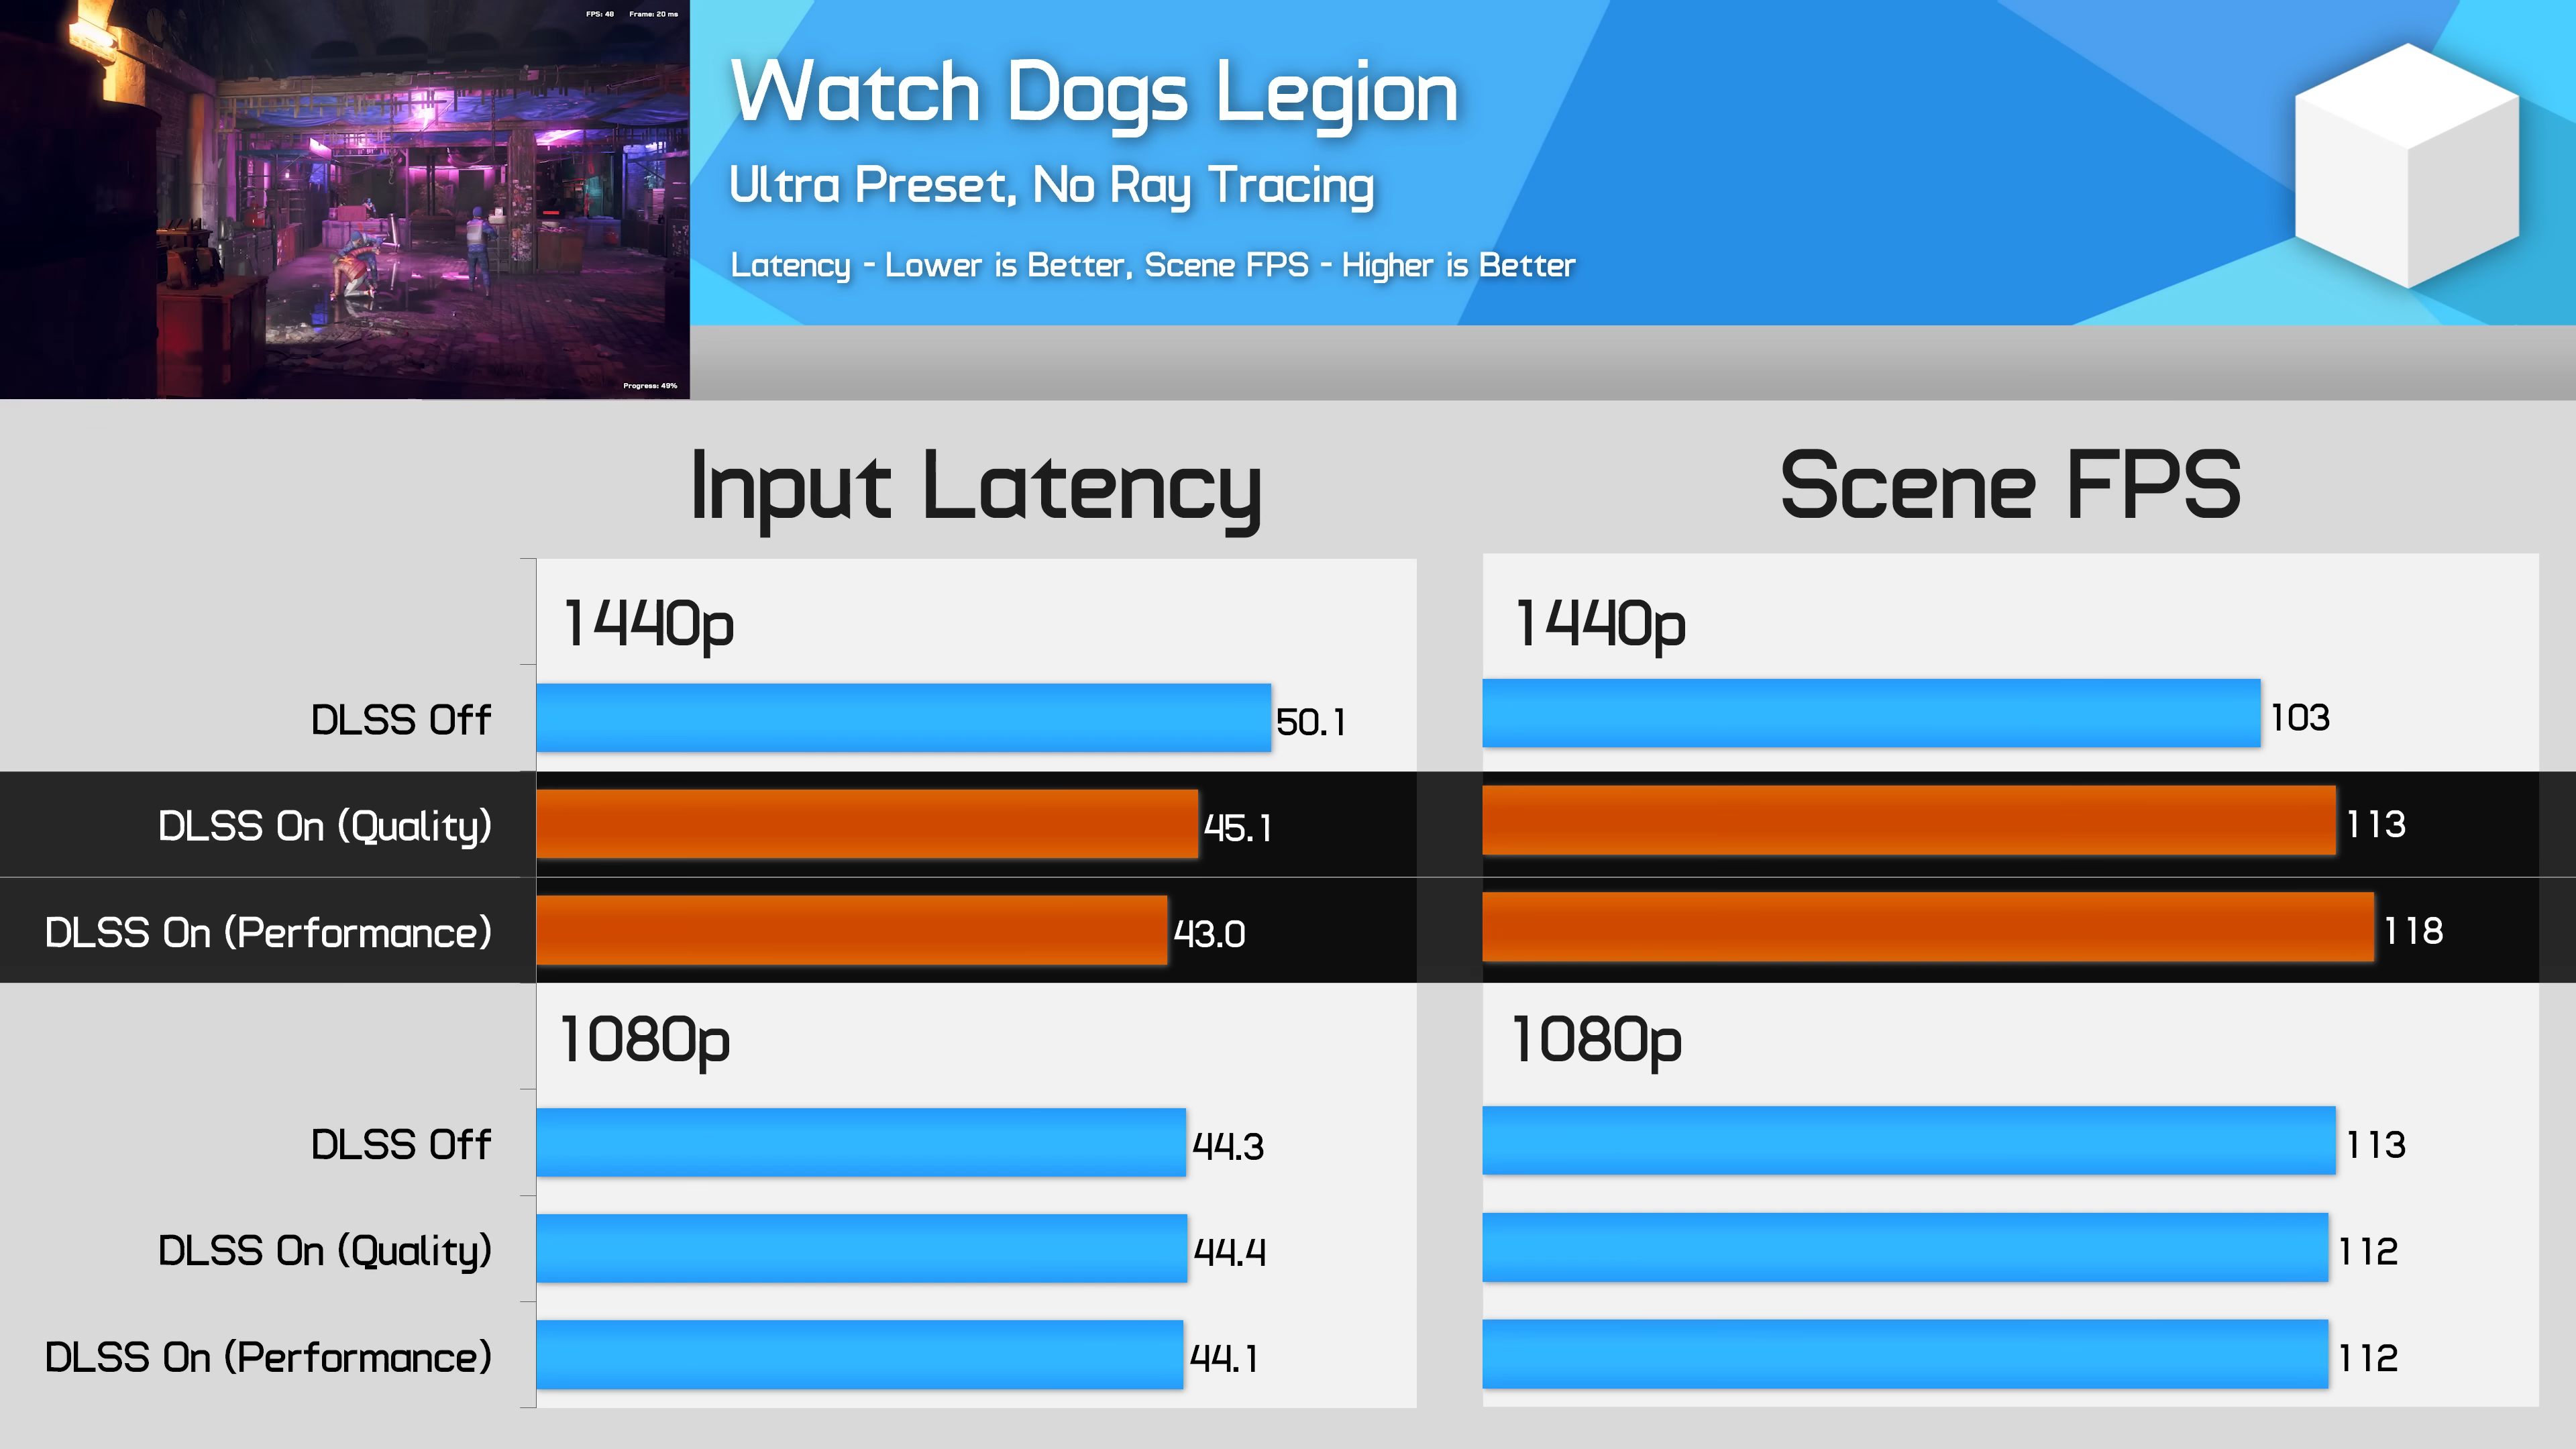 FPS: 48 Frame: 20 ms
Progress: 49%
Watch Dogs Legion
Ultra Preset, No Ray Tracing
Latency - Lower is Better, Scene FPS - Higher is Better
Input Latency
Scene FPS
1440p
1440p
DLSS Off 50.1 103
DLSS On (Quality) 45.1 113
DLSS On (Performance) 43.0 118
1080p
1080p
DLSS Off 44.3 113
DLSS On (Quality) 44.4 112
DLSS On (Performance) 44.1 112